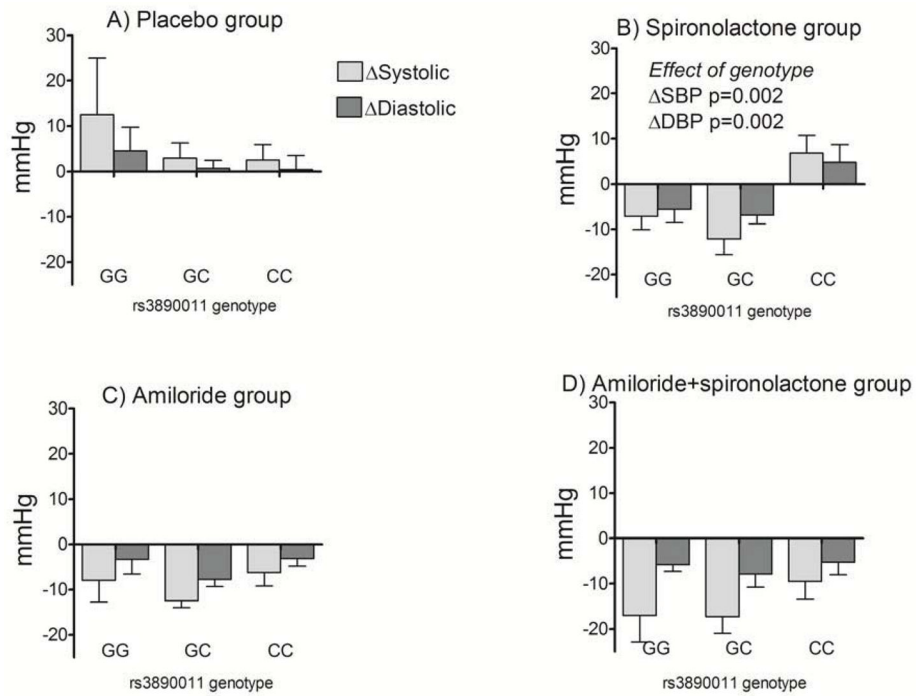 A) Placebo group
30
20
10
0
-10
-20
mmHg
ΔSystolic
ΔDiastolic
GG GC CC
rs3890011 genotype
B) Spironolactone group
30
20
10
0
-10
-20
mmHg
Effect of genotype
ΔSBP p=0.002
ΔDBP p=0.002
GG GC CC
rs3890011 genotype
C) Amiloride group
30
20
10
0
-10
-20
mmHg
GG GC CC
rs3890011 genotype
D) Amiloride+spironolactone group
30
20
10
0
-10
-20
mmHg
GG GC CC
rs3890011 genotype